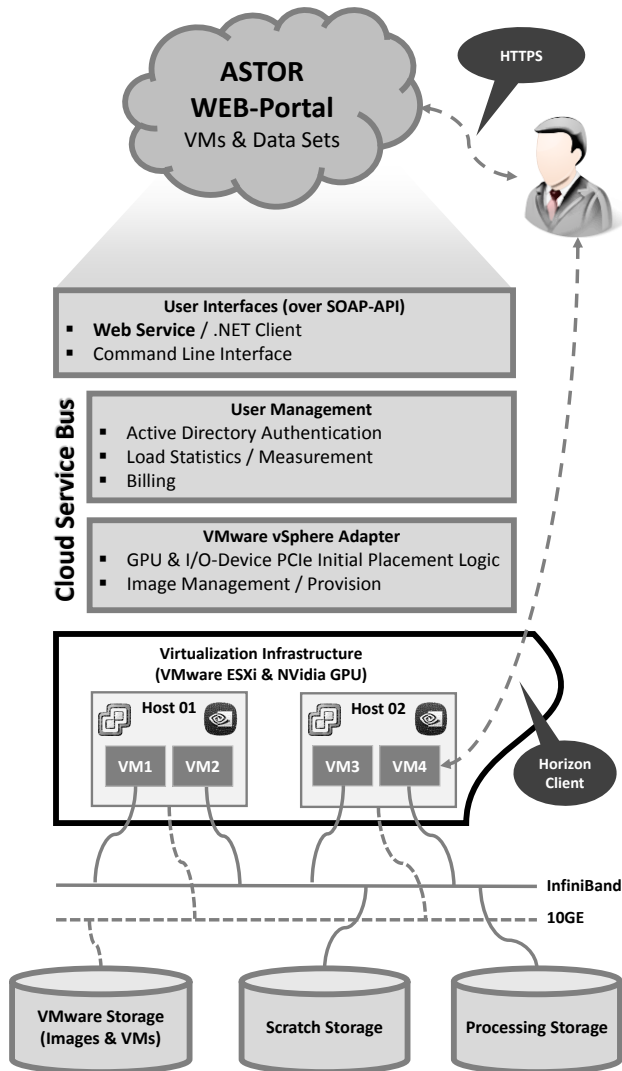 ASTOR
WEB-Portal
VMs & Data Sets
HTTPS
User Interfaces (over SOAP-API)
▪ Web Service / .NET Client
▪ Command Line Interface
Cloud Service Bus
User Management
▪ Active Directory Authentication
▪ Load Statistics / Measurement
▪ Billing
VMware vSphere Adapter
▪ GPU & I/O-Device PCIe Initial Placement Logic
▪ Image Management / Provision
Virtualization Infrastructure
(VMware ESXi & NVidia GPU)
Host 01
Host 02
VM1
VM2
VM3
VM4
Horizon
Client
InfiniBand
10GE
VMware Storage
(Images & VMs)
Scratch Storage
Processing Storage